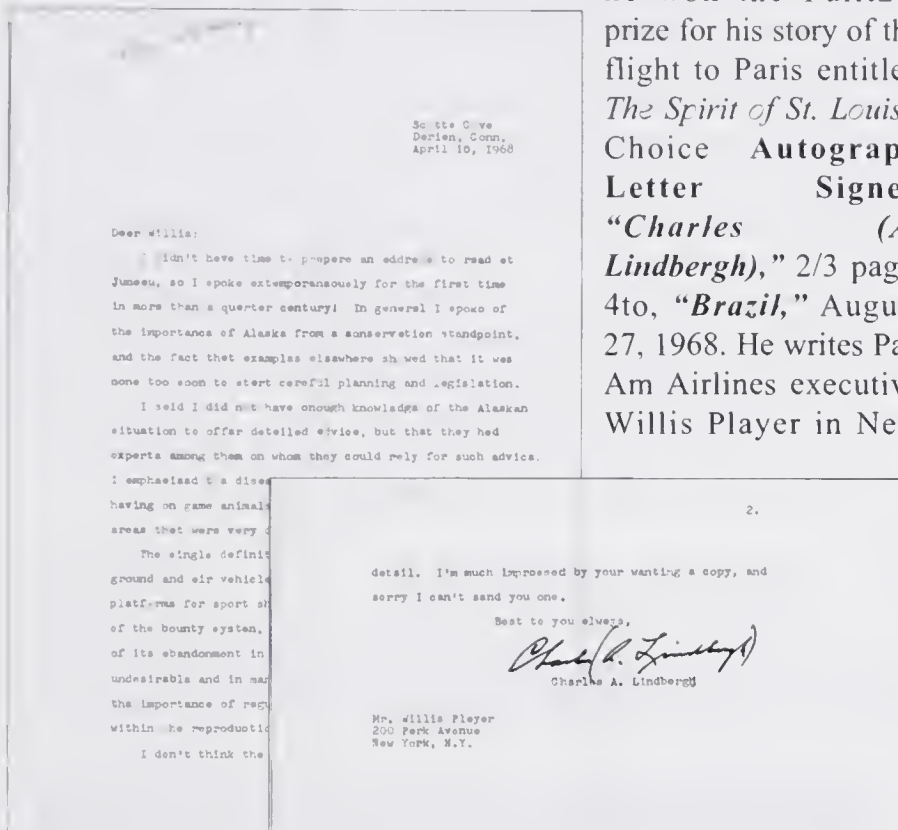 Scotts Cove
Darien, Conn,
April 10, 1968
Dear Willis:
I didn't have time to prepare an address to read at
Juneau, so I spoke extemporaneously for the first time
in more than a quarter century! In general I spoke of
the importance of Alaska from a conservation standpoint,
and the fact that examples elsewhere showed that it was
none too soon to start careful planning and legislation.
I said I did not have enough knowladge of the Alaskan
situation to offer detailed advice, but that they had
experts among them on whom they could rely for such advice.
I emphasised
having on game animals
areas that were very
The single definit
ground and air vehicle
platforms for sport sh
of the bounty system,
of its abandonment in
undesirable and in man
the importance of regu
within the reproductio
I don't think the
prize for his story of th
flight to Paris entitle
The Spirit of St. Louis
Choice Autograp
Letter Signe
"Charles (A
Lindbergh)," 2/3 pag
4to, "Brazil," Augu
27, 1968. He writes Pa
Am Airlines executiv
Willis Player in Ne
2.
detail. I'm much impressed by your wanting a copy, and
sorry I can't send you one.
Best to you always,
Charles (A. Lindbergh)
Charles A. Lindbergh
Mr. Willis Player
200 Park Avenue
New York, N.Y.